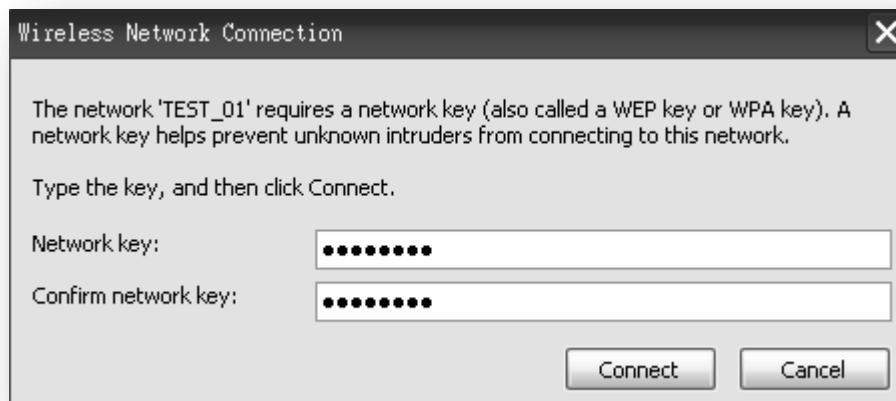 Wireless Network Connection
The network 'TEST_01' requires a network key (also called a WEP key or WPA key). A
network key helps prevent unknown intruders from connecting to this network.
Type the key, and then click Connect.
Network key: ●●●●●●●●
Confirm network key: ●●●●●●●●
Connect Cancel